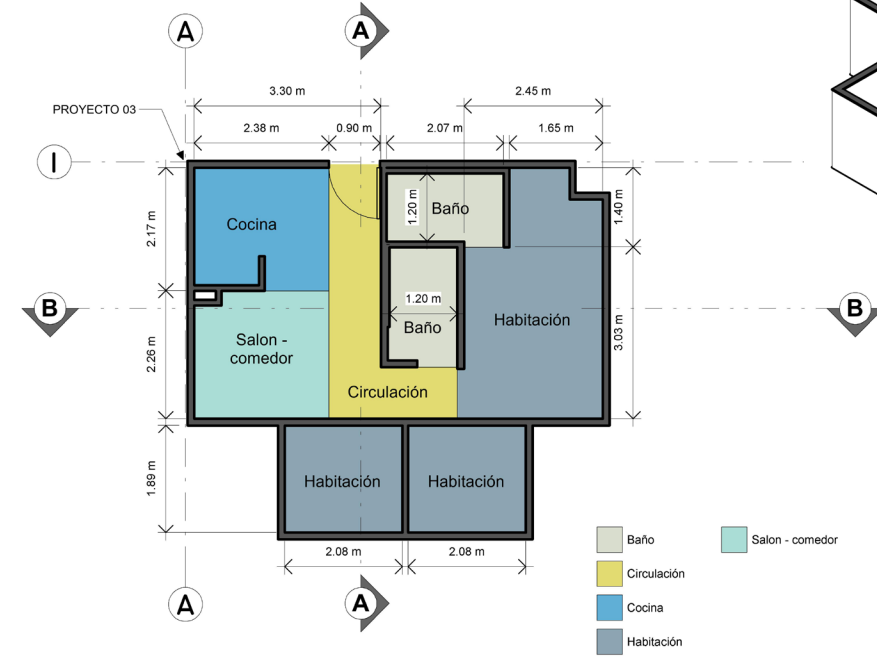 A
A
3.30 m
2.45 m
PROYECTO 03
2.38 m
0.90 m
2.07 m
1.65 m
I
2.17 m
1.20 m
1.40 m
Baño
Cocina
B
B
1.20 m
Baño
Habitación
Salon -
comedor
2.26 m
3.03 m
Circulación
1.89 m
Habitación
Habitación
2.08 m
2.08 m
A
A
Baño
Salon - comedor
Circulación
Cocina
Habitación